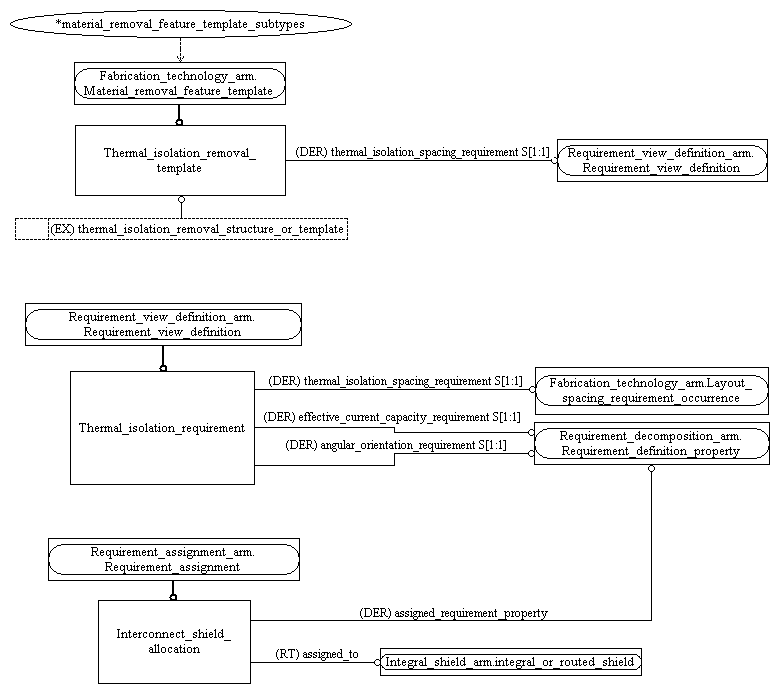 *material_removal_feature_template_subtypes
Fabrication_technology_arm.
Material_removal_feature_template
Thermal_isolation_removal_
template
(DER) thermal_isolation_spacing_requirement S[1:1]
Requirement_view_definition_arm.
Requirement_view_definition
(EX) thermal_isolation_removal_structure_or_template
Requirement_view_definition_arm.
Requirement_view_definition
Thermal_isolation_requirement
(DER) thermal_isolation_spacing_requirement S[1:1]
Fabrication_technology_arm.Layout_
spacing_requirement_occurrence
(DER) effective_current_capacity_requirement S[1:1]
(DER) angular_orientation_requirement S[1:1]
Requirement_decomposition_arm.
Requirement_definition_property
Requirement_assignment_arm.
Requirement_assignment
Interconnect_shield_
allocation
(DER) assigned_requirement_property
(RT) assigned_to
Integral_shield_arm.integral_or_routed_shield